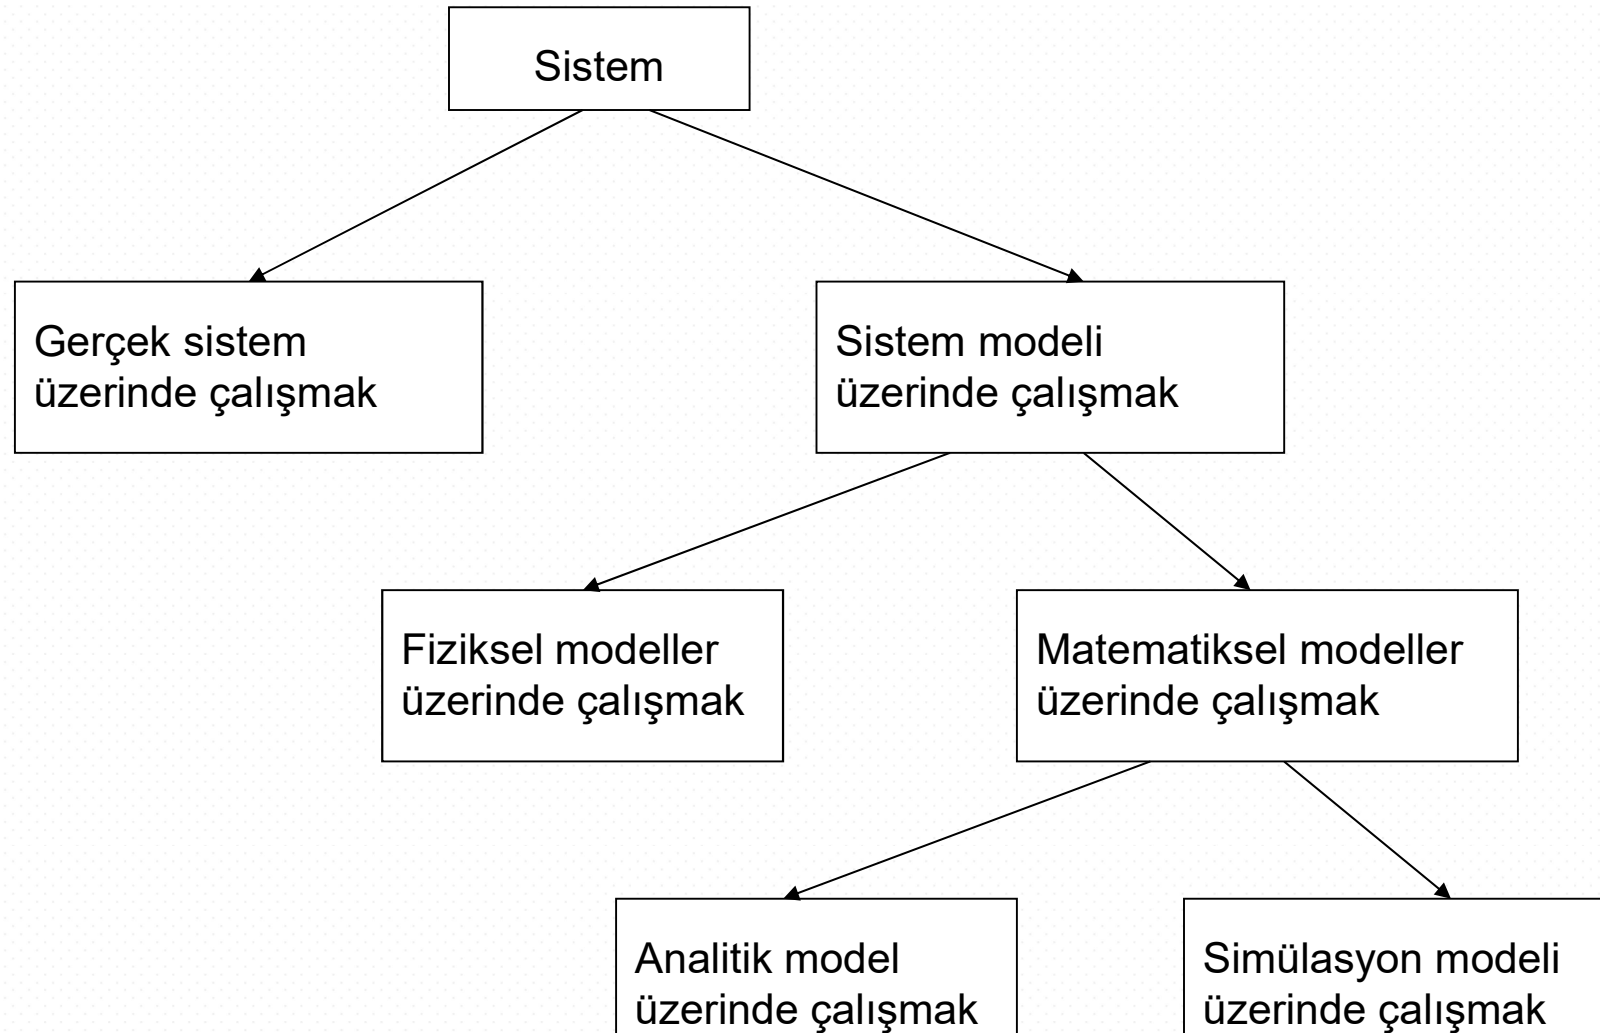 Sistem
Gerçek sistem
üzerinde çalışmak
Sistem modeli
üzerinde çalışmak
Fiziksel modeller
üzerinde çalışmak
Matematiksel modeller
üzerinde çalışmak
Analitik model
üzerinde çalışmak
Simülasyon modeli
üzerinde çalışmak